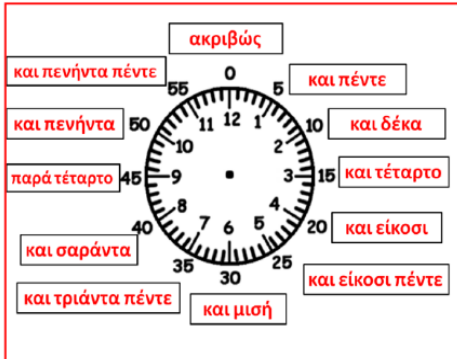 ακριβώς
και πενήντα πέντε 55 0 5 και πέντε
και πενήντα 50 11 12 1 10 και δέκα
10 2
παρά τέταρτο 45 9 3 15 και τέταρτο
8 4
και σαράντα 40 7 6 5 20 και είκοσι
35 30 25
και τριάντα πέντε και μισή και είκοσι πέντε